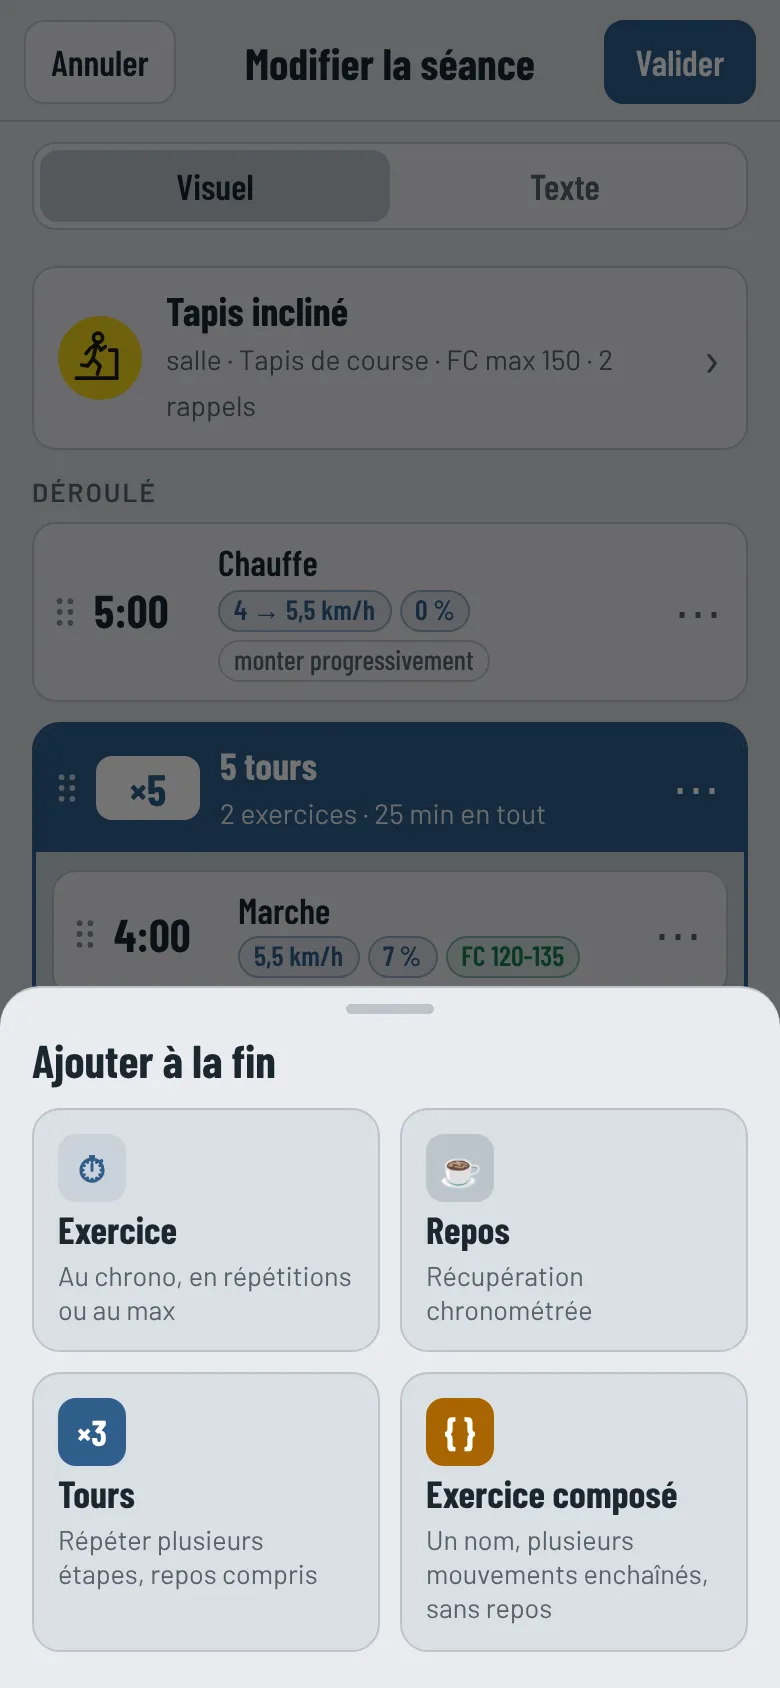 Annuler
Modifier la séance
Valider
Visuel
Texte
Tapis incliné
salle · Tapis de course · FC max 150 · 2
rappels
DÉROULÉ
5:00
Chauffe
4 → 5,5 km/h
0 %
monter progressivement
×5
5 tours
2 exercices · 25 min en tout
4:00
Marche
5,5 km/h
7 %
FC 120-135
Ajouter à la fin
Exercice
Au chrono, en répétitions
ou au max
Repos
Récupération
chronométrée
×3
Tours
Répéter plusieurs
étapes, repos compris
{ }
Exercice composé
Un nom, plusieurs
mouvements enchaînés,
sans repos